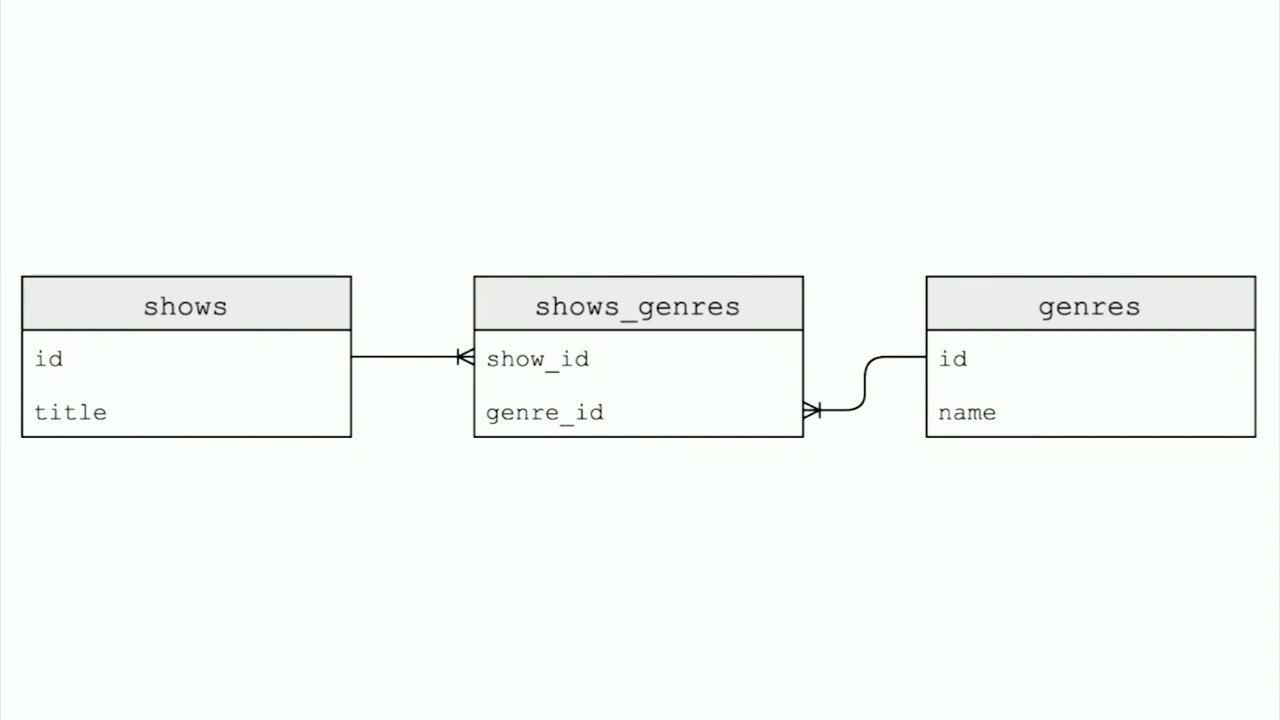 shows
id
title
shows_genres
show_id
genre_id
genres
id
name